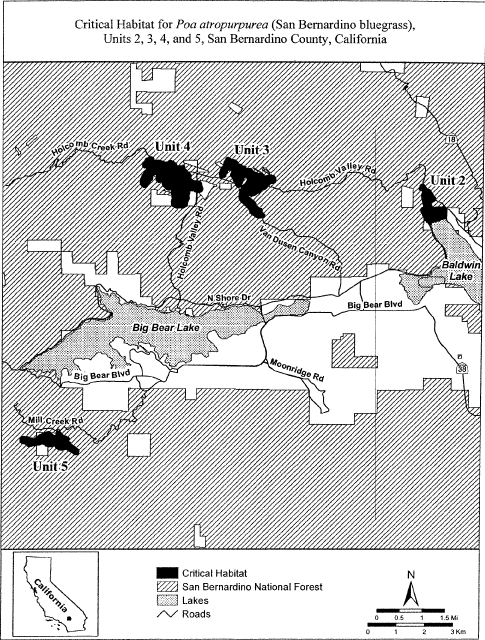 Critical Habitat for Poa atropurpurea (San Bernardino bluegrass),
Units 2, 3, 4, and 5, San Bernardino County, California
18
Holcomb Creek Rd
Unit 4
Unit 3
Holcomb Valley Rd
Unit 2
Holcomb Valley Rd
Van Dusen Canyon Rd
Baldwin
Lake
N Shore Dr
Big Bear Blvd
Big Bear Lake
Moonridge Rd
38
Big Bear Blvd
Mill Creek Rd
Unit 5
California
Critical Habitat
San Bernardino National Forest
Lakes
Roads
N
0 0.5 1 1.5 Mi
0 1 2 3 Km